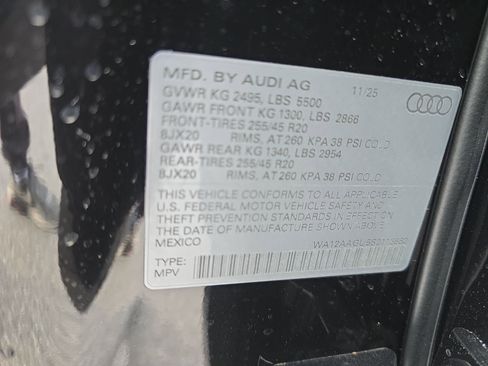 MFD. BY AUDI AG 11/25
GVWR KG 2495, LBS 5500
GAWR FRONT KG 1300, LBS 2866
FRONT-TIRES 255/45 R20
8JX20 RIMS, AT 260 KPA 38 PSI COLD
GAWR REAR KG 1340, LBS 2954
REAR-TIRES 255/45 R20
8JX20 RIMS, AT 260 KPA 38 PSI COLD
THIS VEHICLE CONFORMS TO ALL APPLICABLE
U.S. FEDERAL MOTOR VEHICLE SAFETY AND
THEFT PREVENTION STANDARDS IN EFFECT ON
THE DATE OF MANUFACTURE SHOWN ABOVE.
MEXICO
TYPE:
MPV